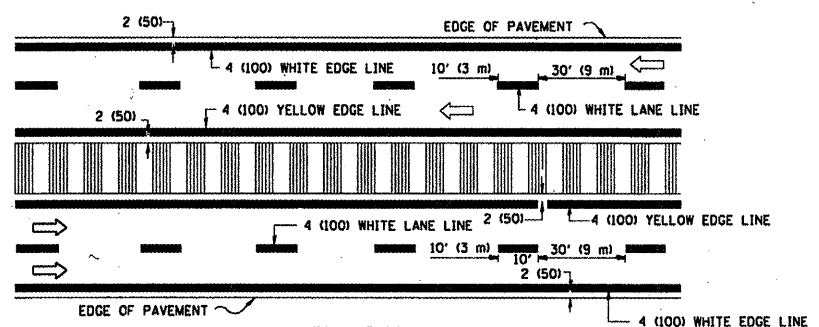 2 (50)
EDGE OF PAVEMENT
4 (100) WHITE EDGE LINE
10' (3 m)
30' (9 m)
4 (100) YELLOW EDGE LINE
4 (100) WHITE LANE LINE
2 (50)
2 (50)
4 (100) YELLOW EDGE LINE
4 (100) WHITE LANE LINE
10' (3 m)
30' (9 m)
10'
2 (50)
EDGE OF PAVEMENT
4 (100) WHITE EDGE LINE